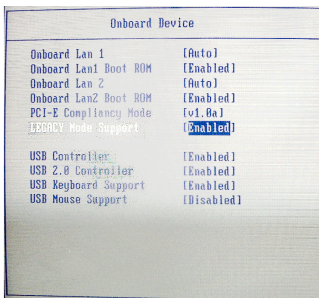 Onboard Device
Onboard Lan 1 [Auto]
Onboard Lan1 Boot ROM [Enabled]
Onboard Lan 2 [Auto]
Onboard Lan2 Boot ROM [Enabled]
PCI-E Compliancy Mode [v1.0a]
LEGACY Mode Support [Enabled]
USB Controller [Enabled]
USB 2.0 Controller [Enabled]
USB Keyboard Support [Enabled]
USB Mouse Support [Disabled]